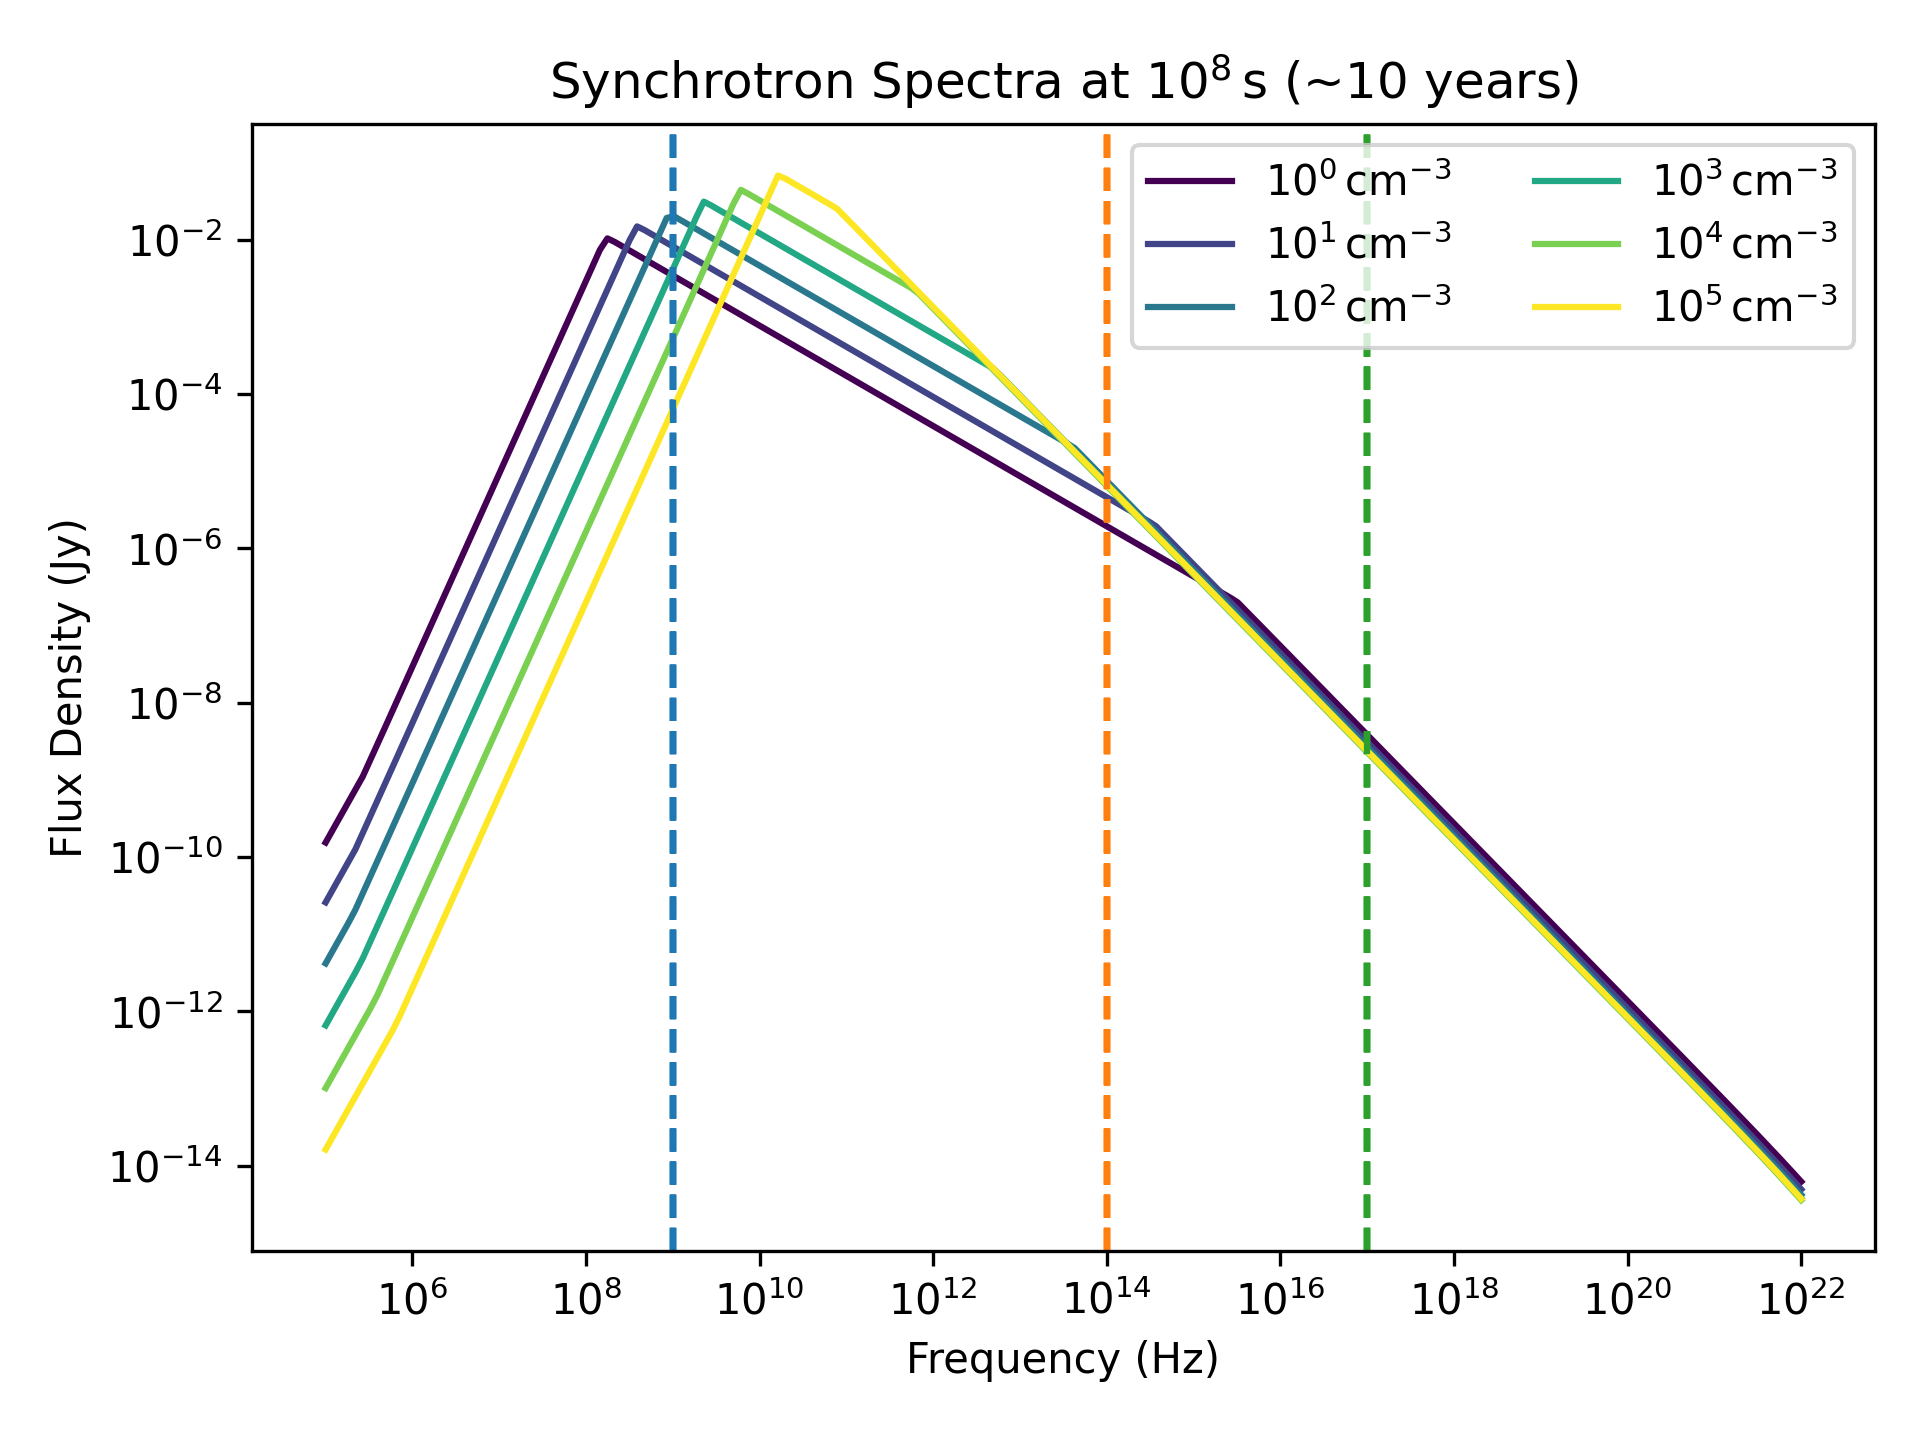 Synchrotron Spectra at 10⁸ s (~10 years)
10⁰ cm⁻³
10¹ cm⁻³
10² cm⁻³
10³ cm⁻³
10⁴ cm⁻³
10⁵ cm⁻³
Flux Density (Jy)
10⁻²
10⁻⁴
10⁻⁶
10⁻⁸
10⁻¹⁰
10⁻¹²
10⁻¹⁴
10⁶ 10⁸ 10¹⁰ 10¹² 10¹⁴ 10¹⁶ 10¹⁸ 10²⁰ 10²²
Frequency (Hz)